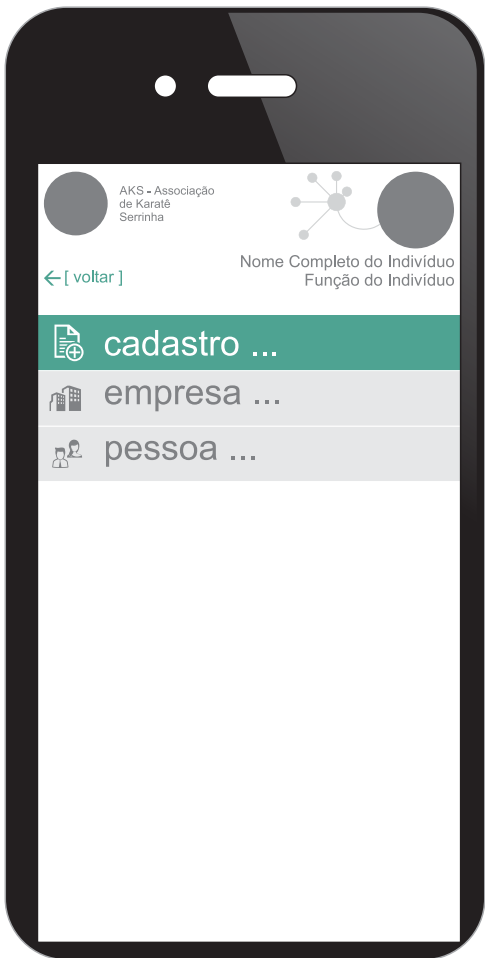 AKS - Associação
de Karatê
Serrinha
Nome Completo do Indivíduo
Função do Indivíduo
[ voltar ]
cadastro ...
empresa ...
pessoa ...